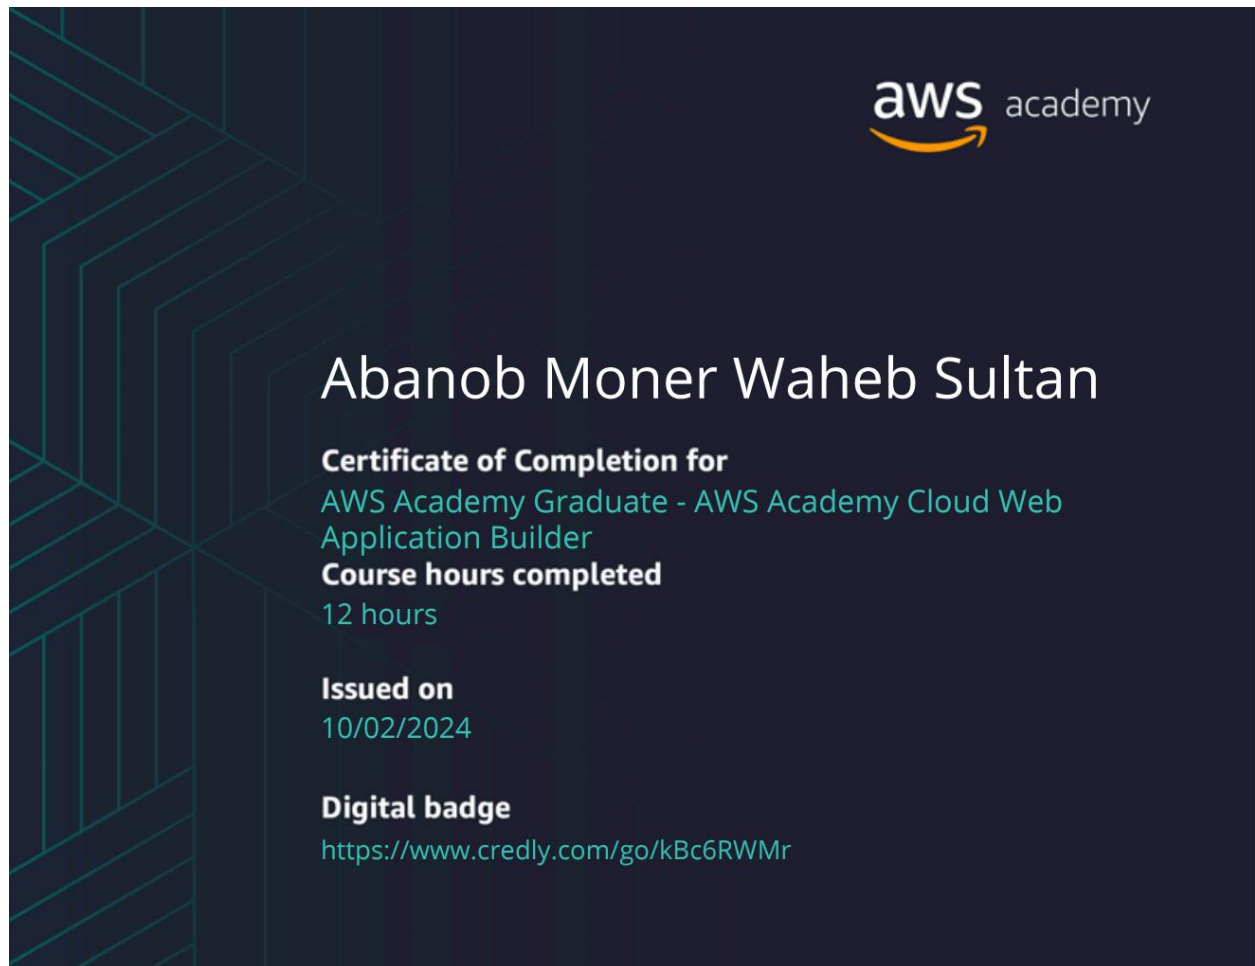 aws academy
Abanob Moner Waheb Sultan
Certificate of Completion for
AWS Academy Graduate - AWS Academy Cloud Web
Application Builder
Course hours completed
12 hours
Issued on
10/02/2024
Digital badge
https://www.credly.com/go/kBc6RWMr